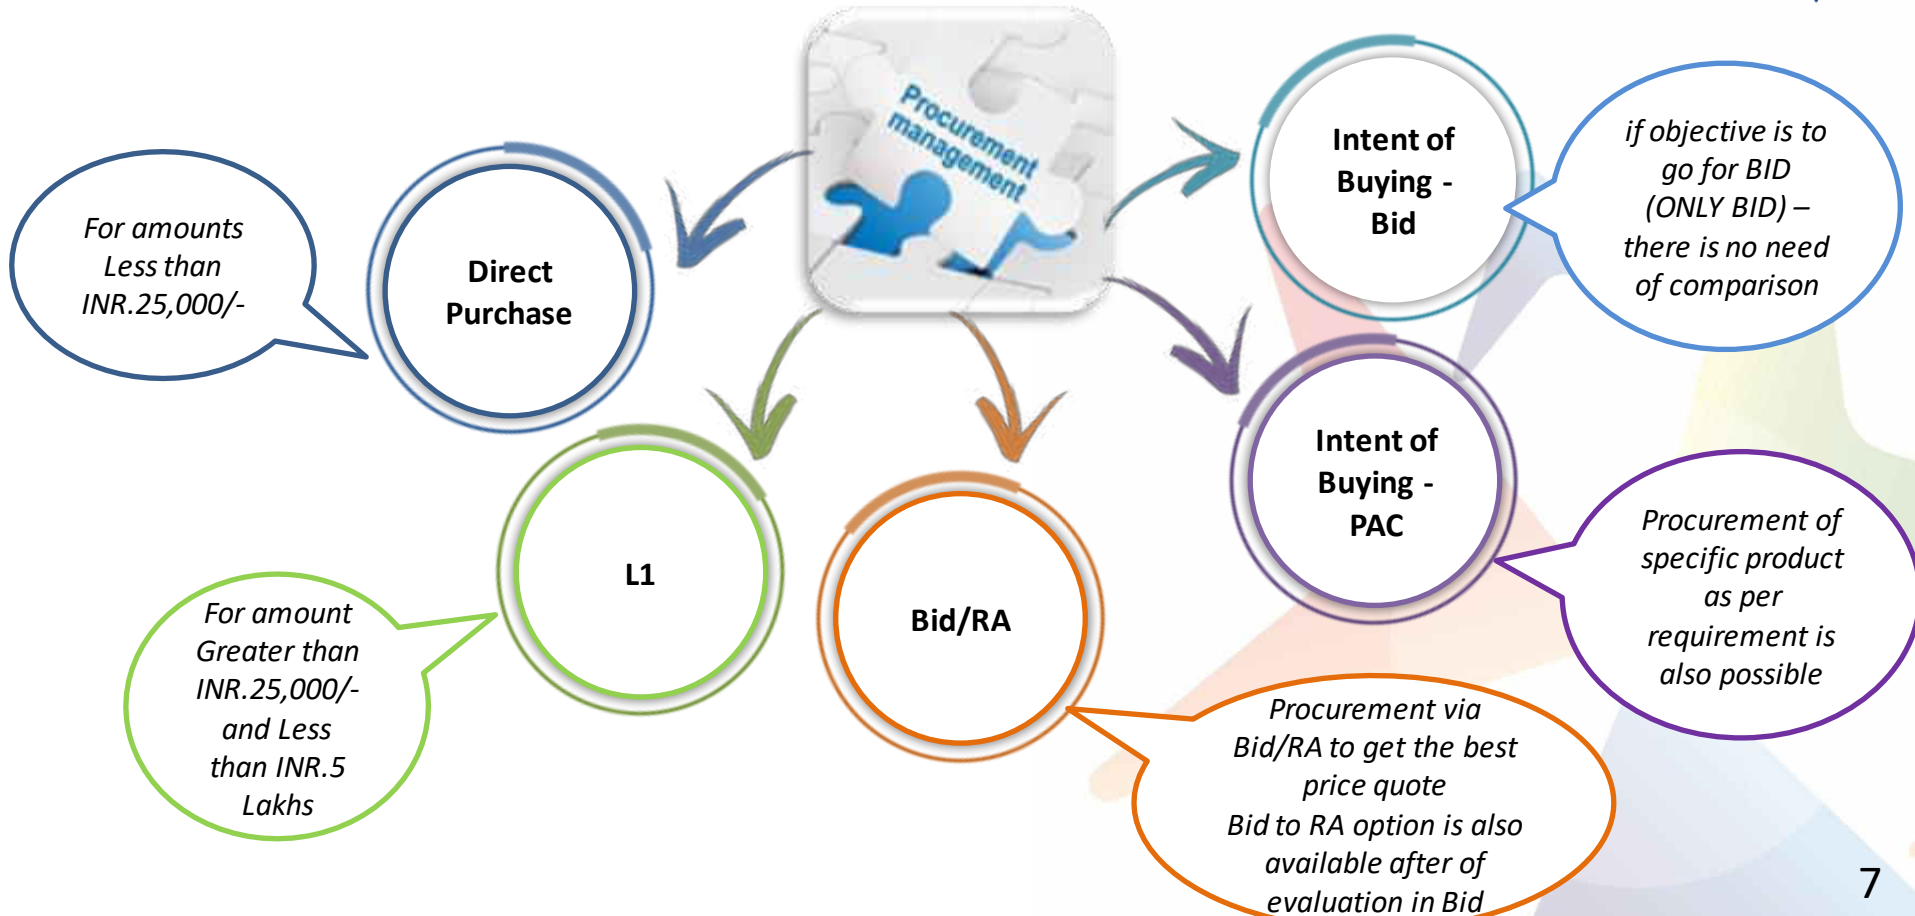 Procurement
management
Intent of
Buying -
Bid
if objective is to
go for BID
(ONLY BID) –
there is no need
of comparison
For amounts
Less than
INR.25,000/-
Direct
Purchase
Intent of
Buying -
PAC
Procurement of
specific product
as per
requirement is
also possible
L1
For amount
Greater than
INR.25,000/-
and Less
than INR.5
Lakhs
Bid/RA
Procurement via
Bid/RA to get the best
price quote
Bid to RA option is also
available after of
evaluation in Bid
7